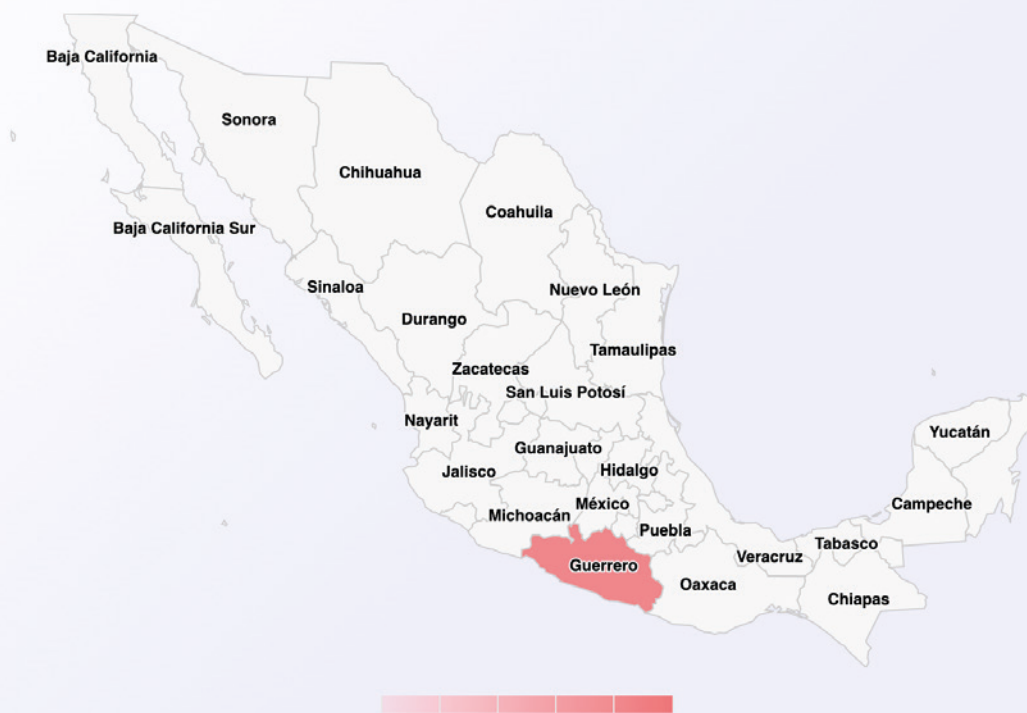 Baja California
Sonora
Chihuahua
Coahuila
Baja California Sur
Sinaloa
Nuevo León
Durango
Tamaulipas
Zacatecas
San Luis Potosí
Nayarit
Yucatán
Guanajuato
Jalisco
Hidalgo
México
Campeche
Michoacán
Puebla
Tabasco
Veracruz
Guerrero
Oaxaca
Chiapas